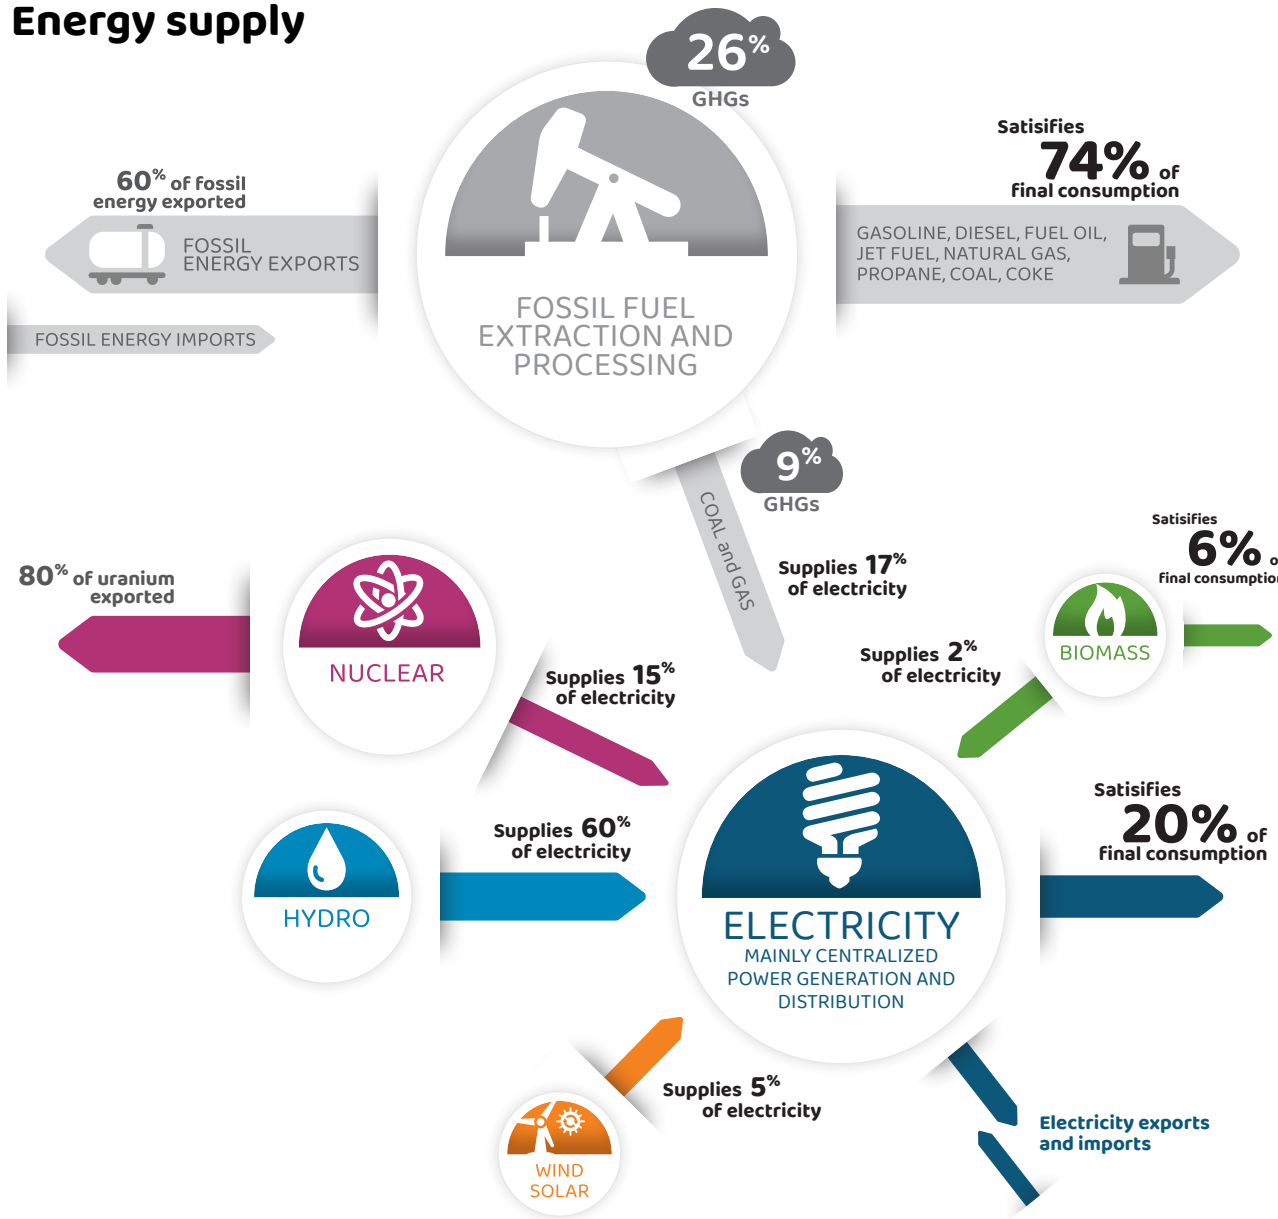 Energy supply
26%
GHGs
Satisifies
74% of
final consumption
60% of fossil
energy exported
FOSSIL
ENERGY EXPORTS
GASOLINE, DIESEL, FUEL OIL,
JET FUEL, NATURAL GAS,
PROPANE, COAL, COKE
FOSSIL ENERGY IMPORTS
FOSSIL FUEL
EXTRACTION AND
PROCESSING
9%
GHGs
COAL and GAS
Supplies 17%
of electricity
Satisifies
6% o
final consumption
80% of uranium
exported
NUCLEAR
Supplies 15%
of electricity
Supplies 2%
of electricity
BIOMASS
Satisifies
20% of
final consumption
Supplies 60%
of electricity
HYDRO
ELECTRICITY
MAINLY CENTRALIZED
POWER GENERATION AND
DISTRIBUTION
Supplies 5%
of electricity
WIND
SOLAR
Electricity exports
and imports